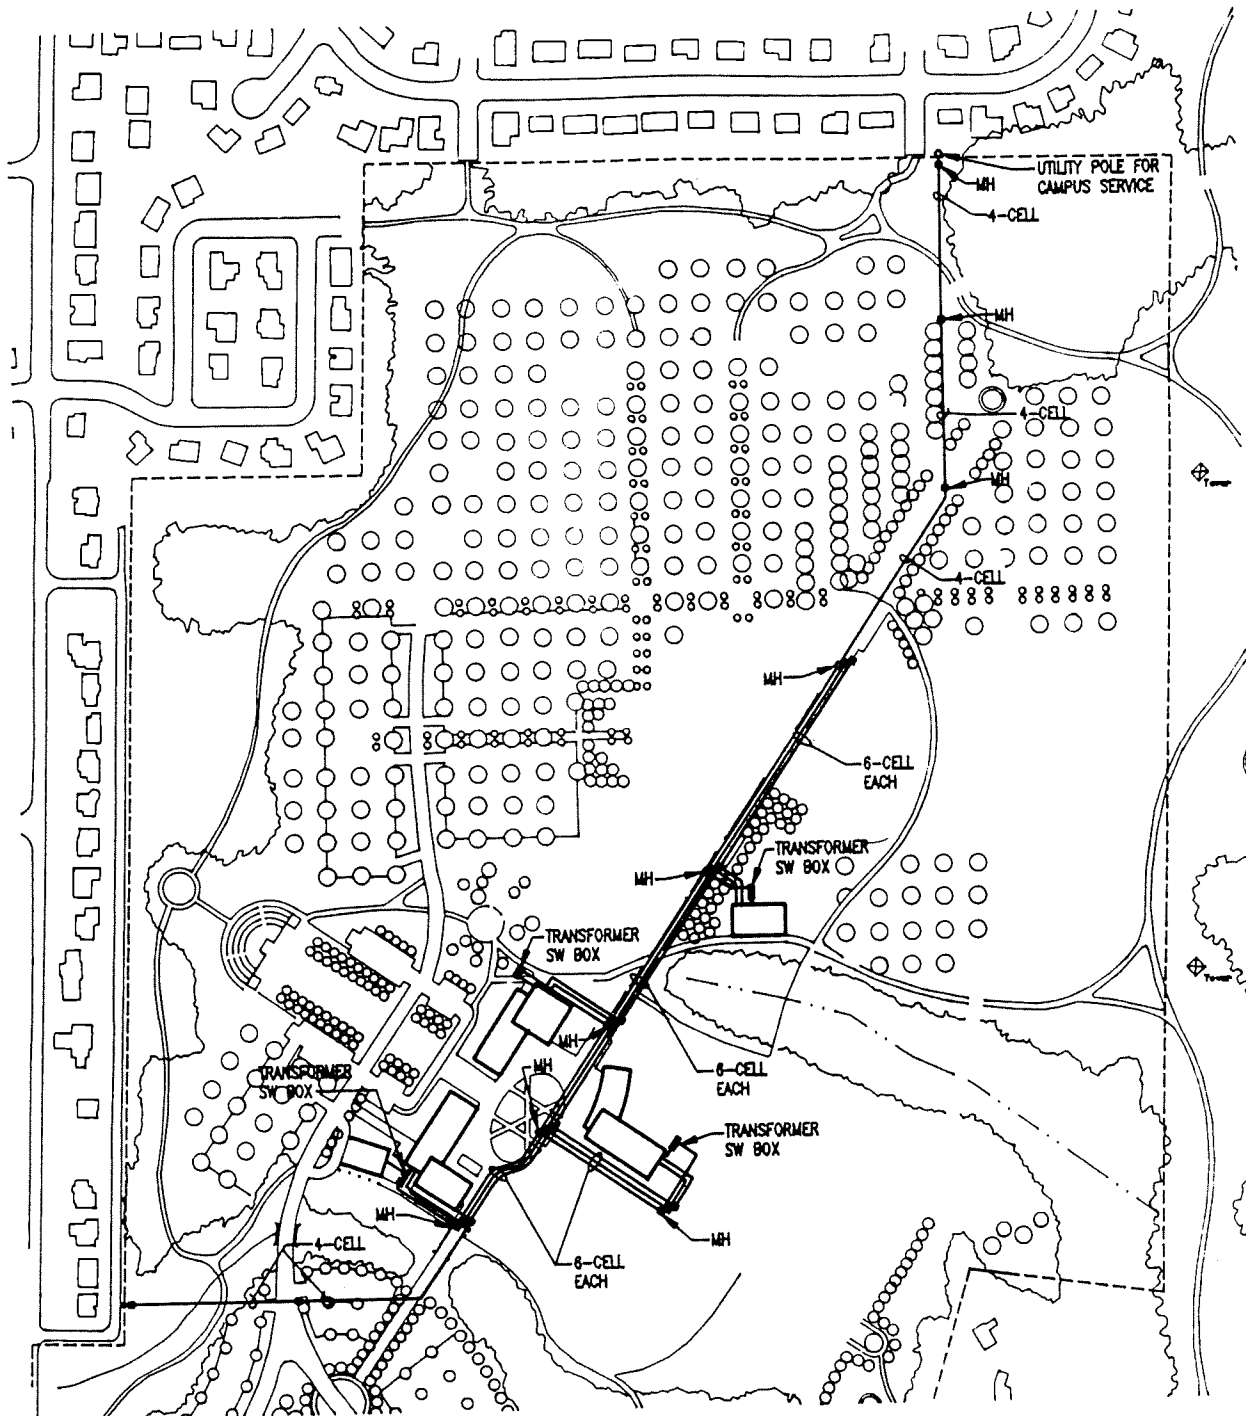 UTILITY POLE FOR
CAMPUS SERVICE
MH
4-CELL
MH
4-CELL
MH
Tower
4-CELL
MH
6-CELL
EACH
TRANSFORMER
SW BOX
MH
TRANSFORMER
SW BOX
Tower
MH
MH
6-CELL
EACH
TRANSFORMER
SW BOX
TRANSFORMER
SW BOX
MH
MH
4-CELL
6-CELL
EACH